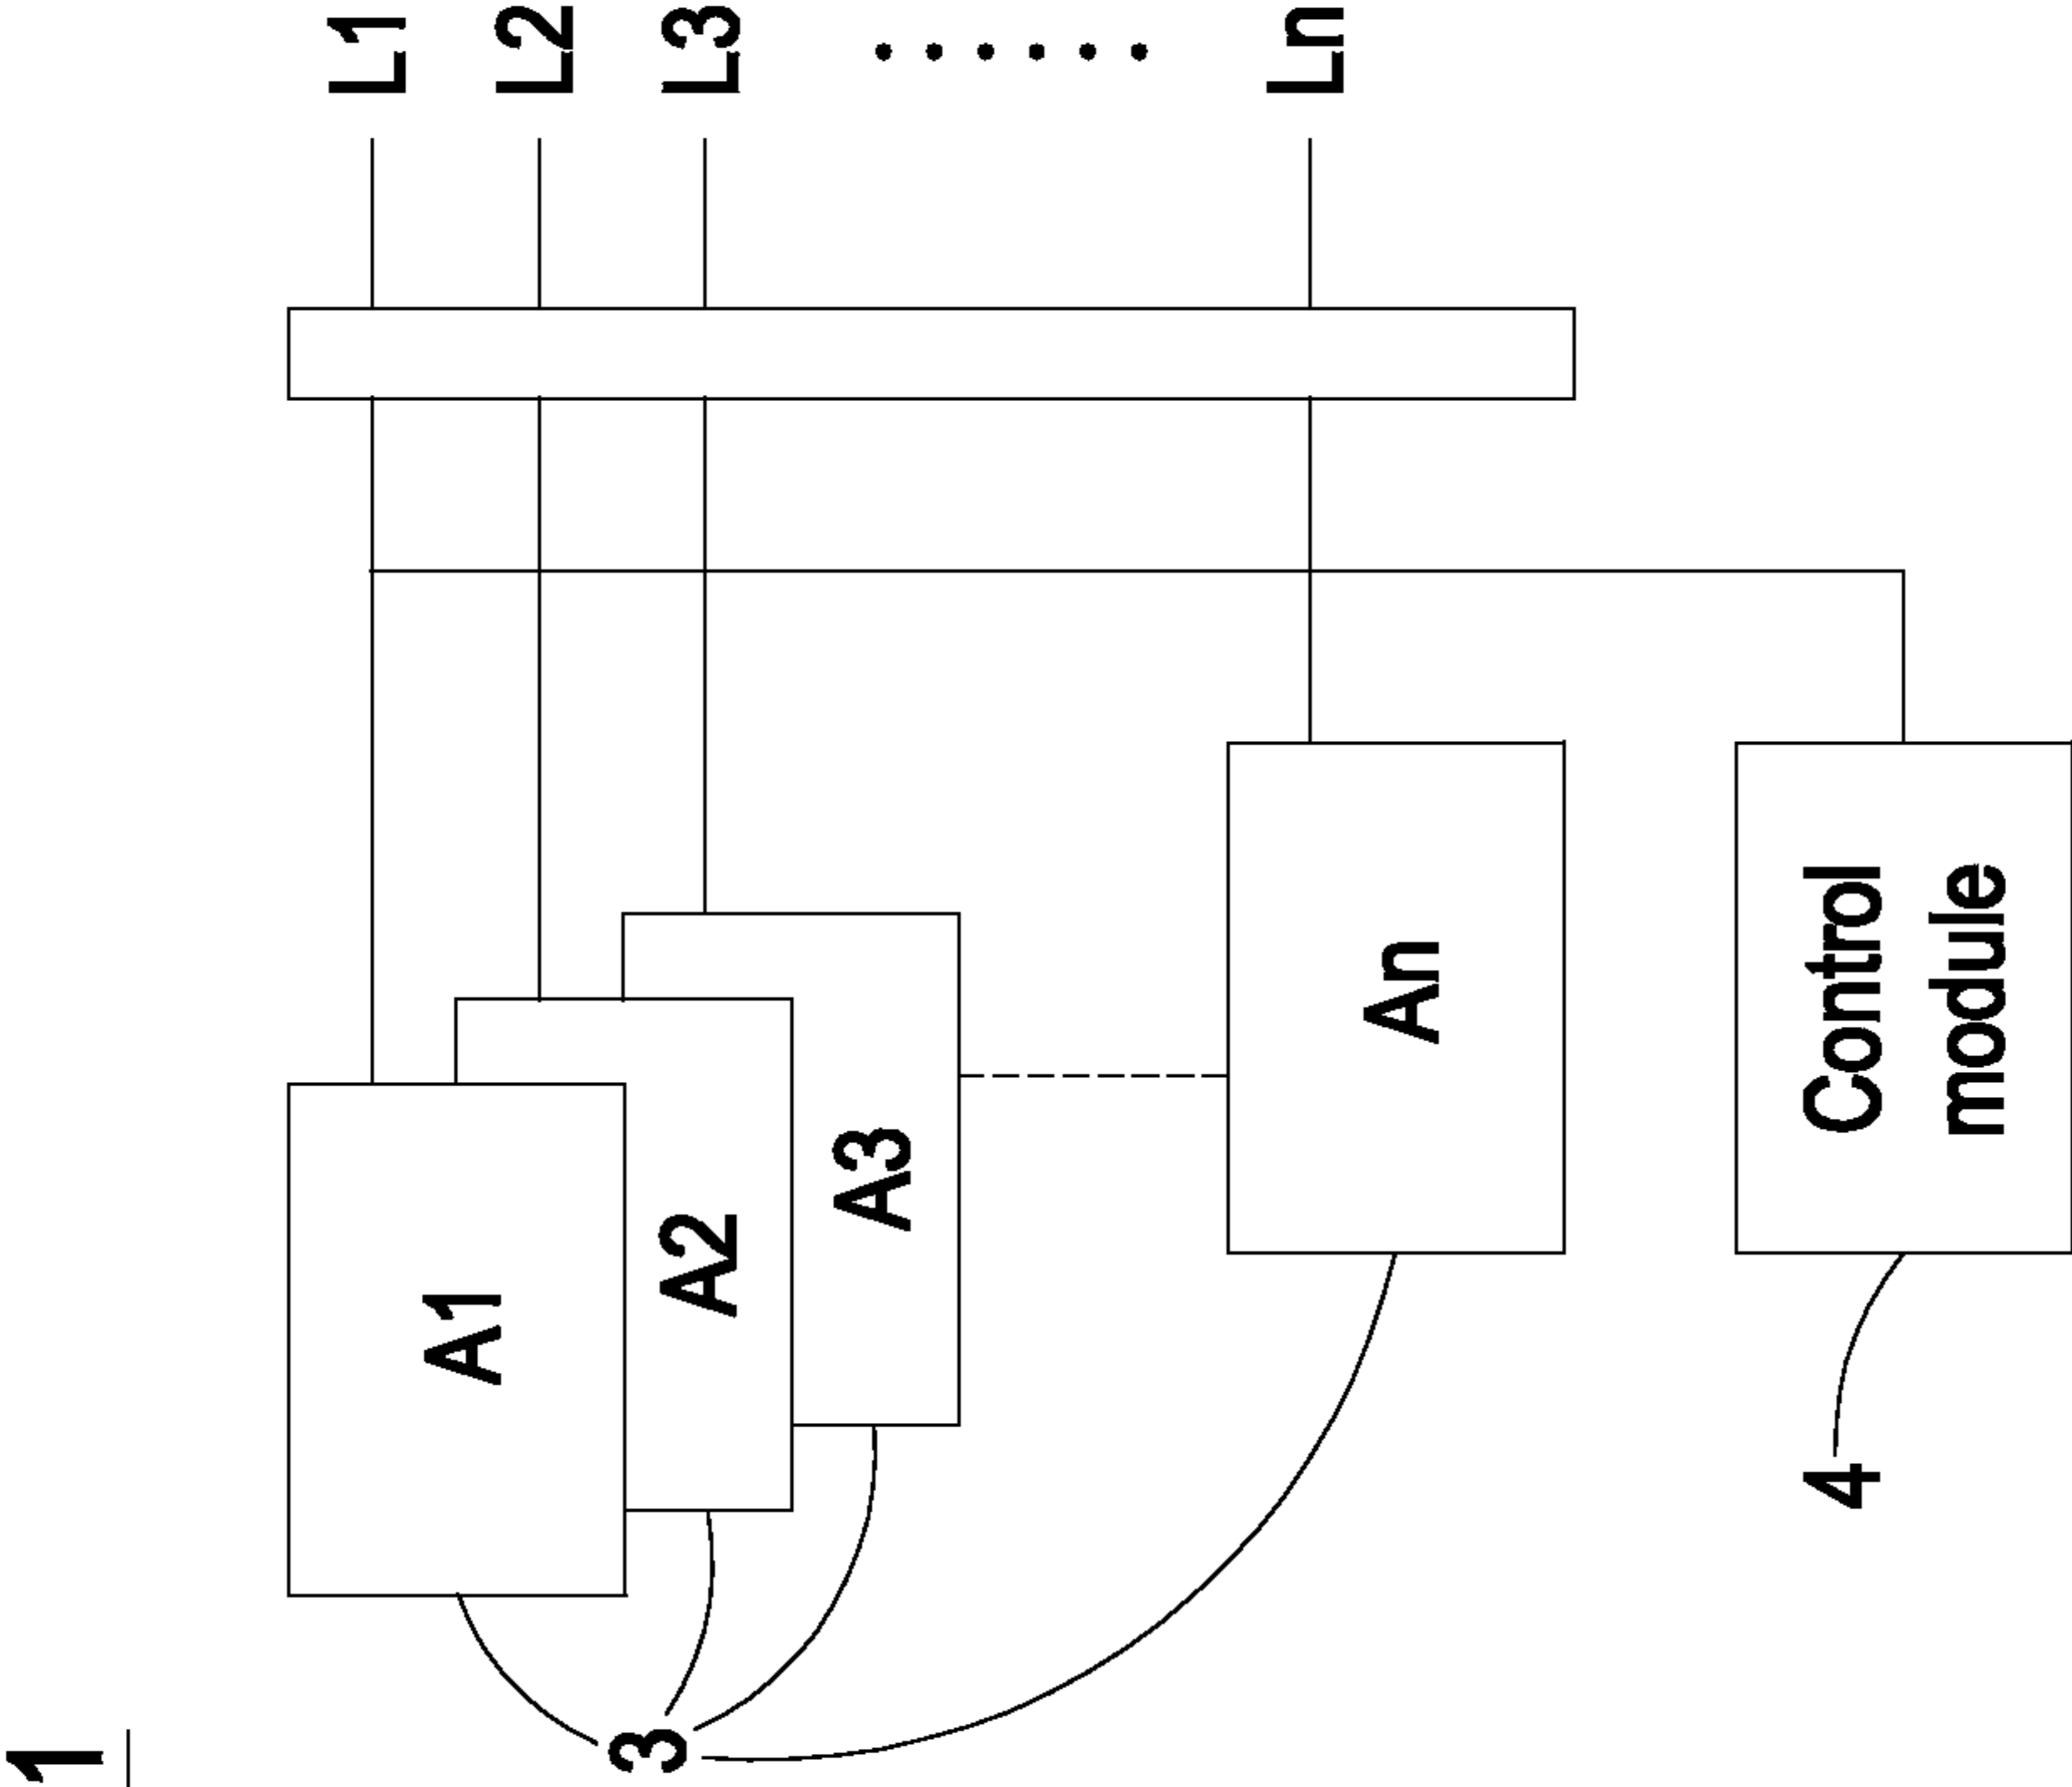 1
L1
L2
L3
......
Ln
A1
A2
A3
An
Control
module
3
4